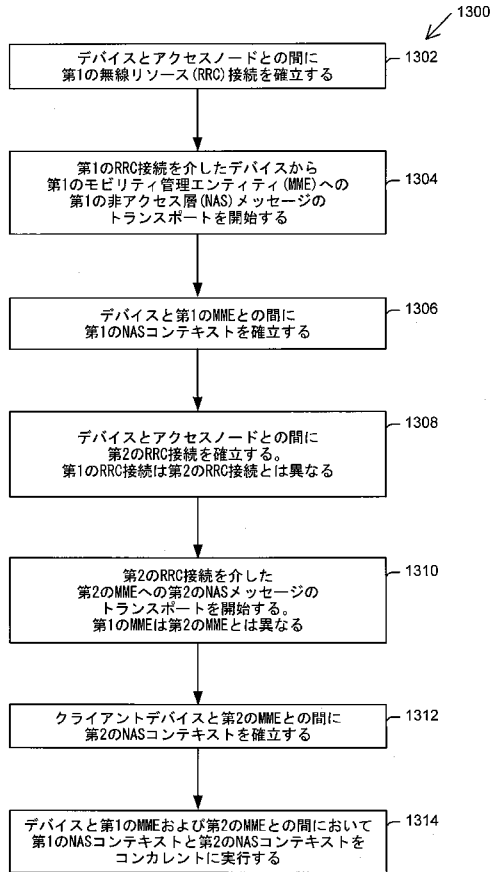 1300
デバイスとアクセスノードとの間に
第1の無線リソース(RRC)接続を確立する
1302
第1のRRC接続を介したデバイスから
第1のモビリティ管理エンティティ(MME)への
第1の非アクセス層(NAS)メッセージの
トランスポートを開始する
1304
デバイスと第1のMMEとの間に
第1のNASコンテキストを確立する
1306
デバイスとアクセスノードとの間に
第2のRRC接続を確立する。
第1のRRC接続は第2のRRC接続とは異なる
1308
第2のRRC接続を介した
第2のMMEへの第2のNASメッセージの
トランスポートを開始する。
第1のMMEは第2のMMEとは異なる
1310
クライアントデバイスと第2のMMEとの間に
第2のNASコンテキストを確立する
1312
デバイスと第1のMMEおよび第2のMMEとの間において
第1のNASコンテキストと第2のNASコンテキストを
コンカレントに実行する
1314